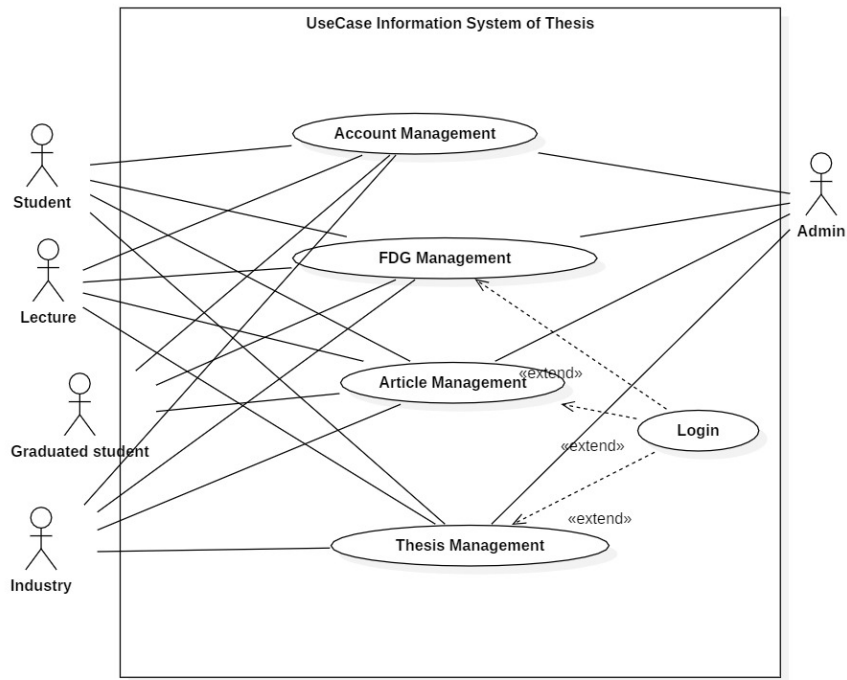 UseCase Information System of Thesis
Account Management
Student
Admin
FDG Management
Lecture
Article Management
«extend»
Login
Graduated student
«extend»
«extend»
Thesis Management
Industry